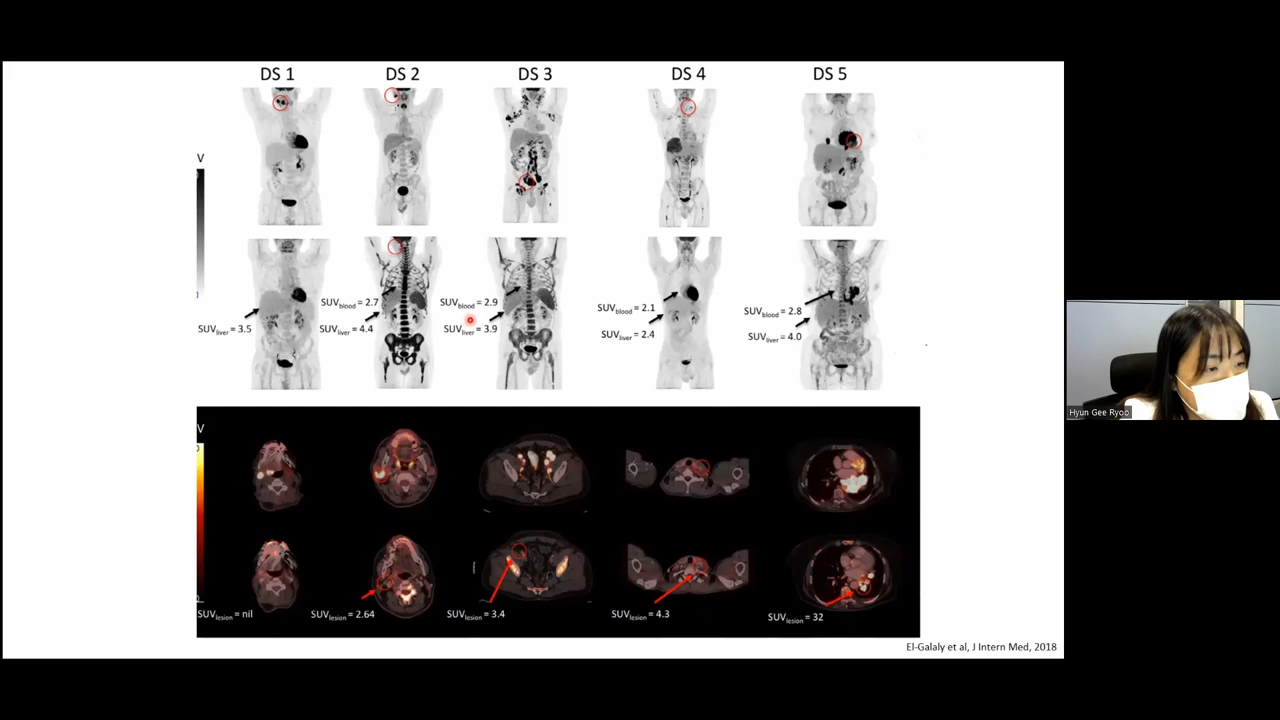 DS 1 DS 2 DS 3 DS 4 DS 5
V
SUVblood = 2.7 SUVblood = 2.9 SUVblood = 2.1 SUVblood = 2.8
SUVliver = 3.5 SUVliver = 4.4 SUVliver = 3.9 SUVliver = 2.4 SUVliver = 4.0
Hyun Gee Ryoo
V
SUVlesion = nil SUVlesion = 2.64 SUVlesion = 3.4 SUVlesion = 4.3 SUVlesion = 32
El-Galaly et al, J Intern Med, 2018